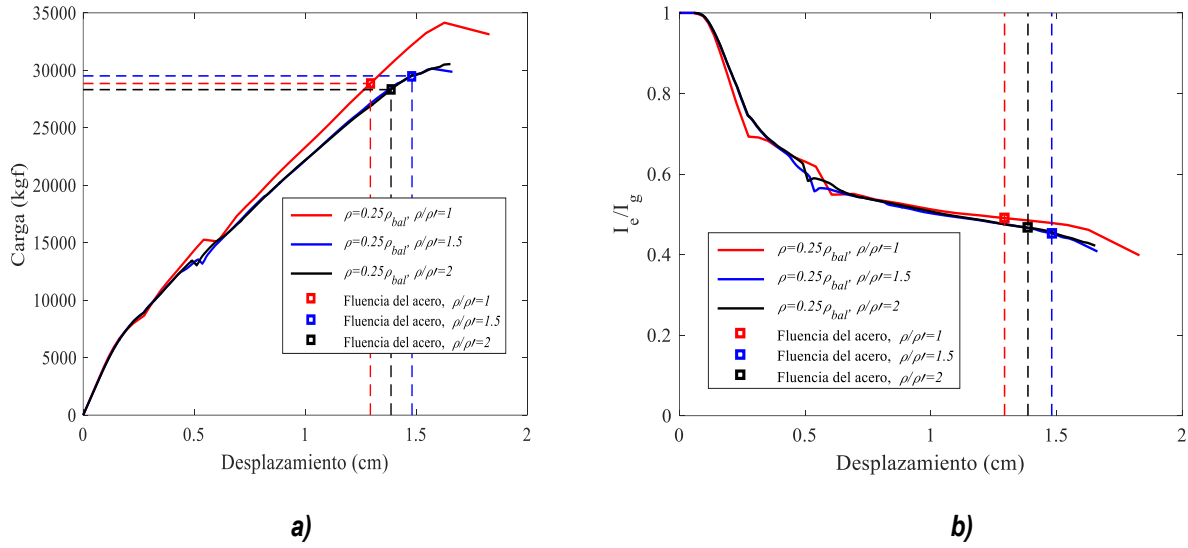 35000
30000
25000
20000
15000
10000
5000
0
Carga (kgf)
0 0.5 1 1.5 2
Desplazamiento (cm)
ρ=0.25ρbal, ρ/ρ′=1
ρ=0.25ρbal, ρ/ρ′=1.5
ρ=0.25ρbal, ρ/ρ′=2
Fluencia del acero, ρ/ρ′=1
Fluencia del acero, ρ/ρ′=1.5
Fluencia del acero, ρ/ρ′=2
a)
1
0.8
0.6
0.4
0.2
0
Ie/Ig
0 0.5 1 1.5 2
Desplazamiento (cm)
ρ=0.25ρbal, ρ/ρ′=1
ρ=0.25ρbal, ρ/ρ′=1.5
ρ=0.25ρbal, ρ/ρ′=2
Fluencia del acero, ρ/ρ′=1
Fluencia del acero, ρ/ρ′=1.5
Fluencia del acero, ρ/ρ′=2
b)